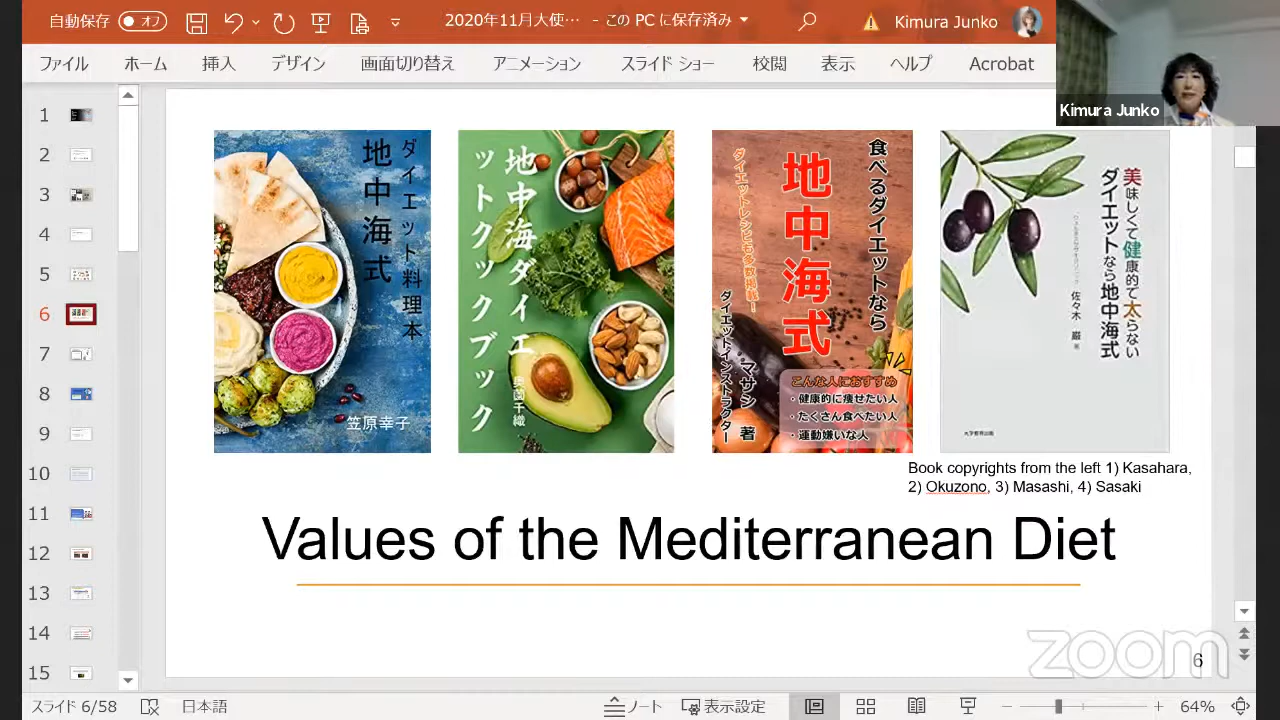 自動保存 オフ
2020年11月大使… - この PC に保存済み
Kimura Junko
ファイル ホーム 挿入 デザイン 画面切り替え アニメーション スライド ショー 校閲 表示 ヘルプ Acrobat
Kimura Junko
1
2
3
4
5
6
7
8
9
10
11
12
13
14
15
ダイエット料理本
地中海式
笠原幸子
地中海ダイエ
ットクックブック
奥園千織
食べるダイエットなら
地中海式
ダイエットレシピも多数掲載！
ダイエットインストラクター
マサシ 著
こんな人におすすめ
・健康的に痩せたい人
・たくさん食べたい人
・運動嫌いな人
美味しくて健康的で太らない
ダイエットなら地中海式
佐々木 巌 著
Book copyrights from the left 1) Kasahara,
2) Okuzono, 3) Masashi, 4) Sasaki
Values of the Mediterranean Diet
zoom
6
スライド 6/58 日本語 ノート 表示設定 64%